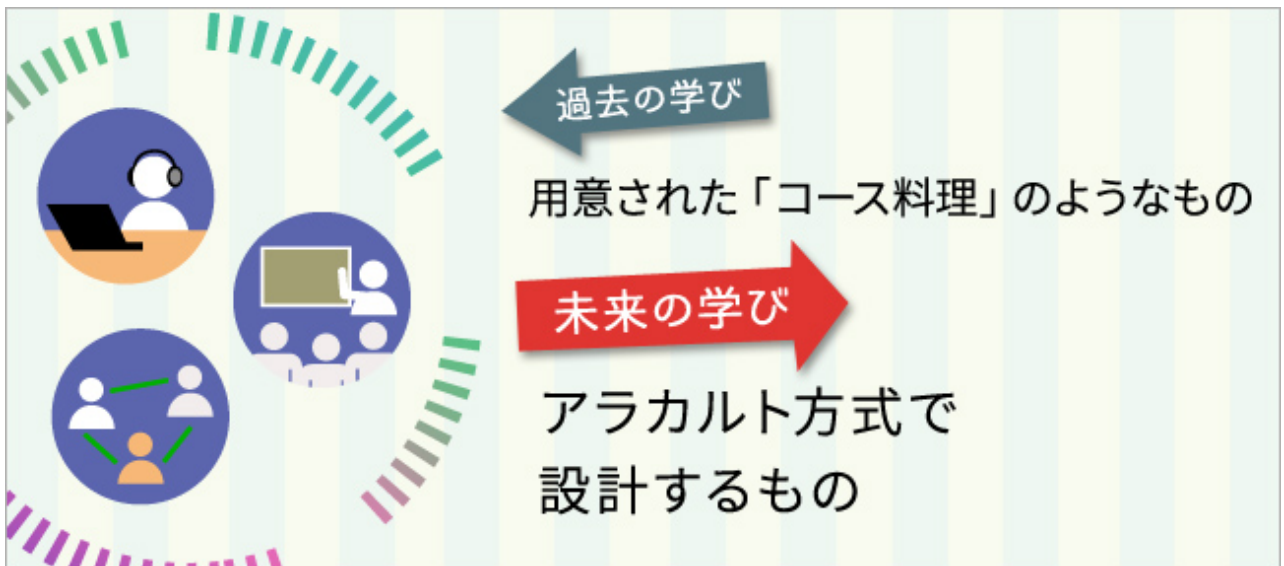 過去の学び
用意された「コース料理」のようなもの
未来の学び
アラカルト方式で
設計するもの